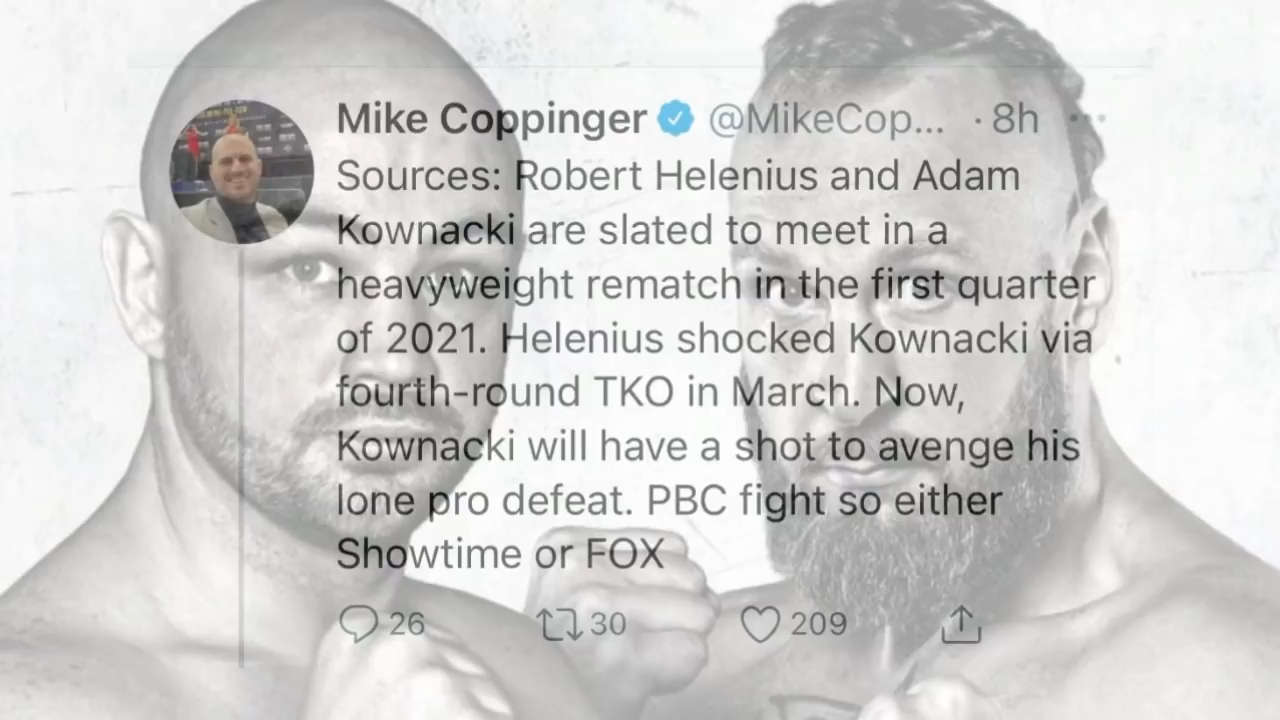 Mike Coppinger @MikeCop... · 8h ...
Sources: Robert Helenius and Adam
Kownacki are slated to meet in a
heavyweight rematch in the first quarter
of 2021. Helenius shocked Kownacki via
fourth-round TKO in March. Now,
Kownacki will have a shot to avenge his
lone pro defeat. PBC fight so either
Showtime or FOX
26 30 209